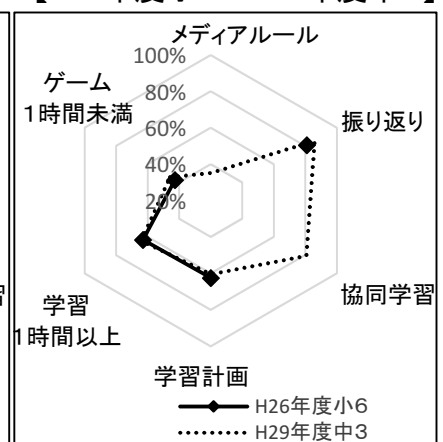 メディアルール
100%
ゲーム
1時間未満
80%
振り返り
60%
40%
20%
協同学習
学習
1時間以上
学習計画
H26年度小6
H29年度中3